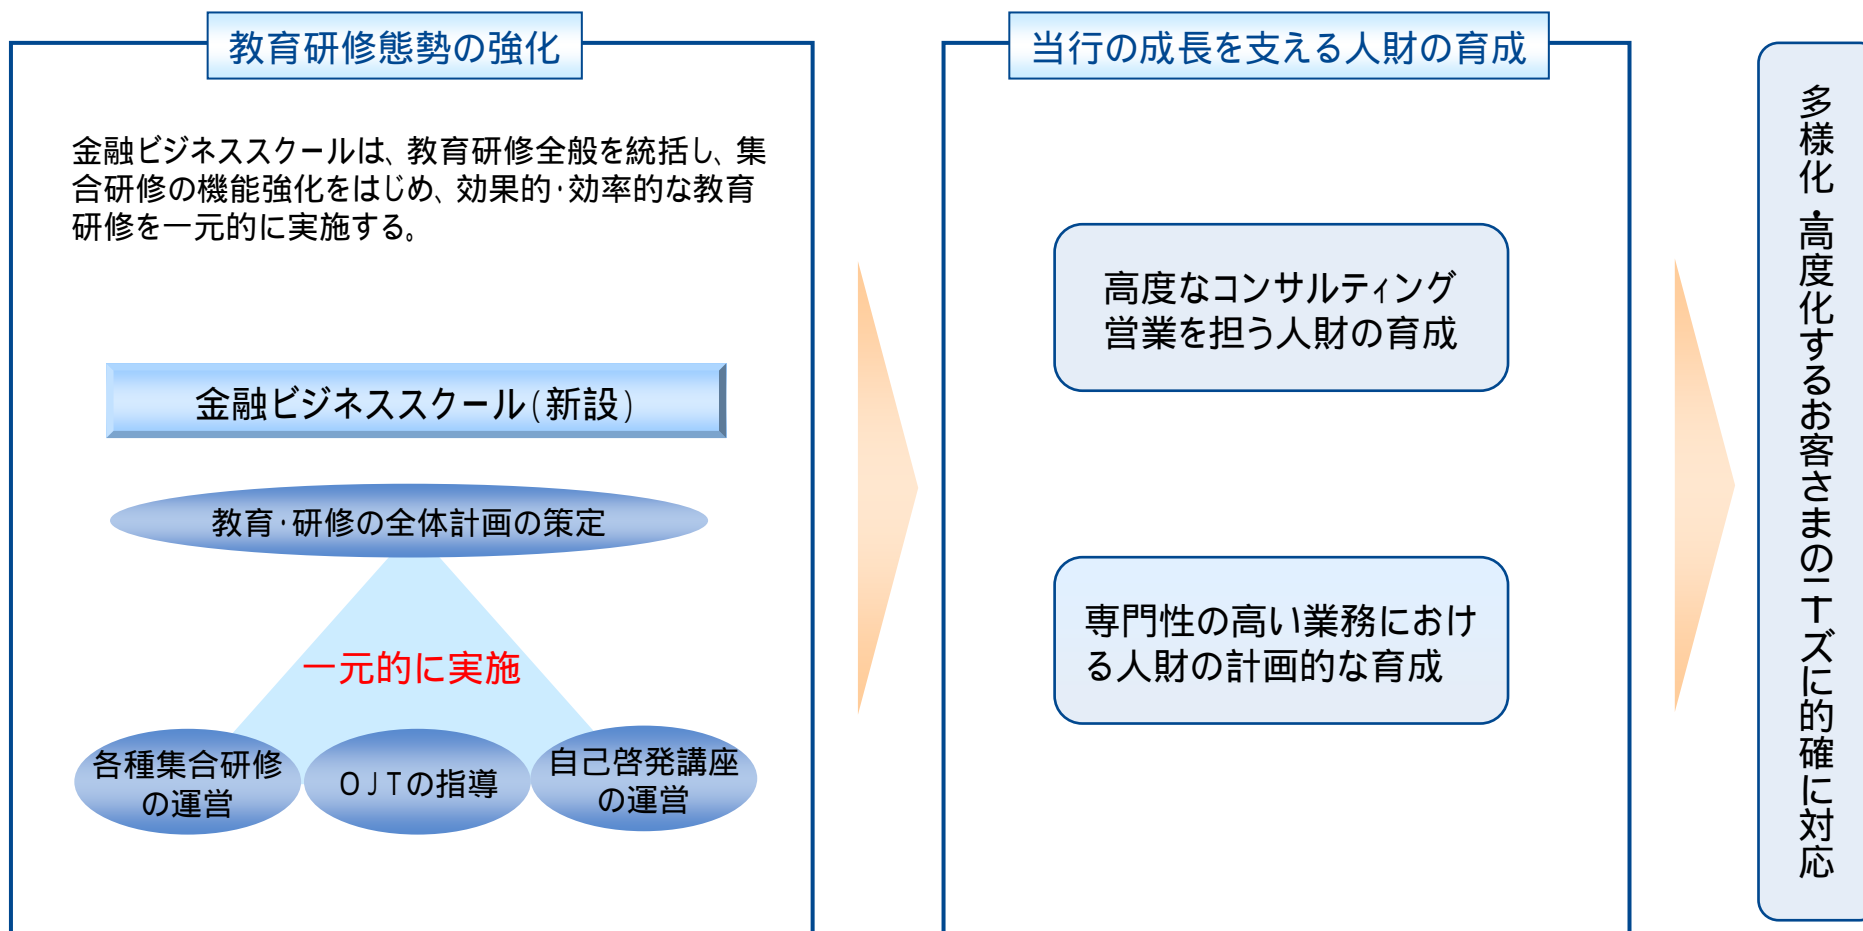 教育研修態勢の強化
金融ビジネススクールは、教育研修全般を統括し、集
合研修の機能強化をはじめ、効果的・効率的な教育
研修を一元的に実施する。
金融ビジネススクール(新設)
教育・研修の全体計画の策定
一元的に実施
各種集合研修
の運営
OJTの指導
自己啓発講座
の運営
当行の成長を支える人財の育成
高度なコンサルティング
営業を担う人財の育成
専門性の高い業務におけ
る人財の計画的な育成
多様化・高度化するお客さまのニーズに的確に対応